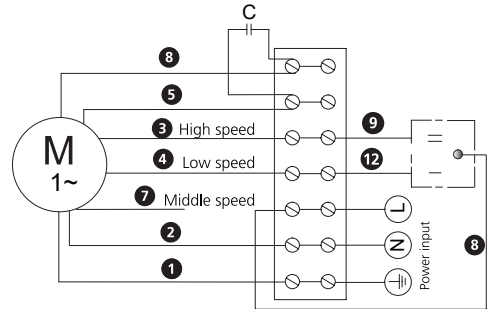 C
8
5
3 High speed
9
M
1~
4 Low speed
12
7 Middle speed
L
2
N
Power input
8
1